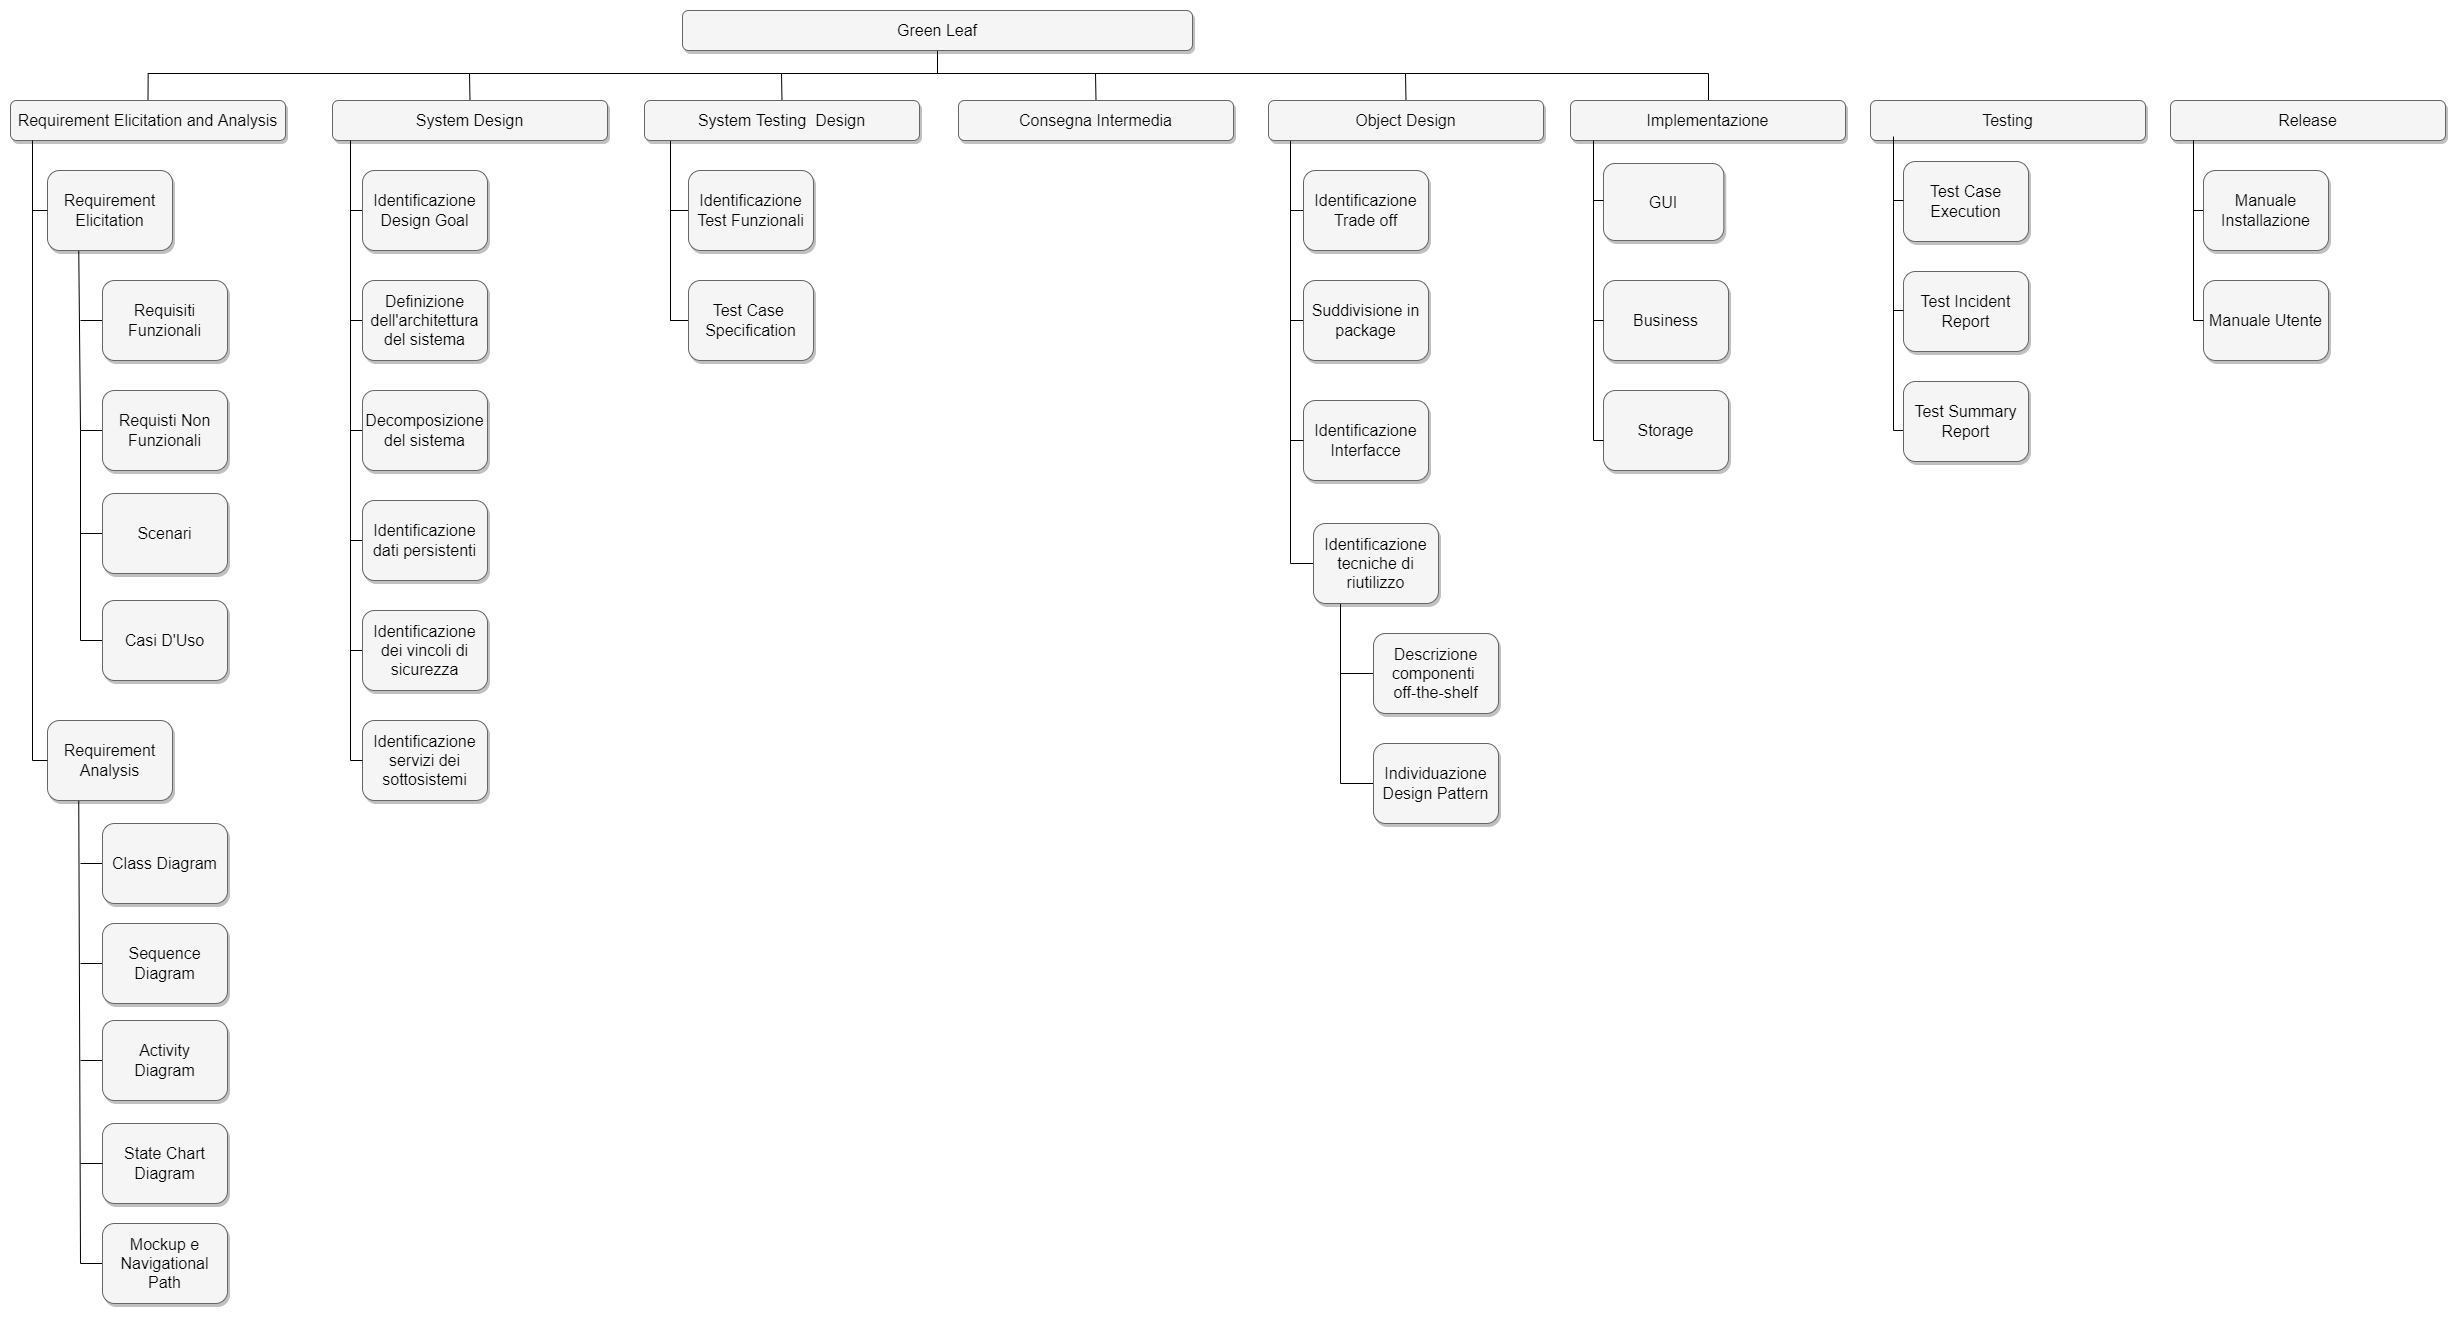 Green Leaf
Requirement Elicitation and Analysis
System Design
System Testing  Design
Consegna Intermedia
Object Design
Implementazione
Testing
Release
Requirement
Elicitation
Requisiti
Funzionali
Requisti Non
Funzionali
Scenari
Casi D'Uso
Requirement
Analysis
Class Diagram
Sequence
Diagram
Activity
Diagram
State Chart
Diagram
Mockup e
Navigational
Path
Identificazione
Design Goal
Definizione
dell'architettura
del sistema
Decomposizione
del sistema
Identificazione
dati persistenti
Identificazione
dei vincoli di
sicurezza
Identificazione
servizi dei
sottosistemi
Identificazione
Test Funzionali
Test Case
Specification
Identificazione
Trade off
Suddivisione in
package
Identificazione
Interfacce
Identificazione
tecniche di
riutilizzo
Descrizione
componenti
off-the-shelf
Individuazione
Design Pattern
GUI
Business
Storage
Test Case
Execution
Test Incident
Report
Test Summary
Report
Manuale
Installazione
Manuale Utente